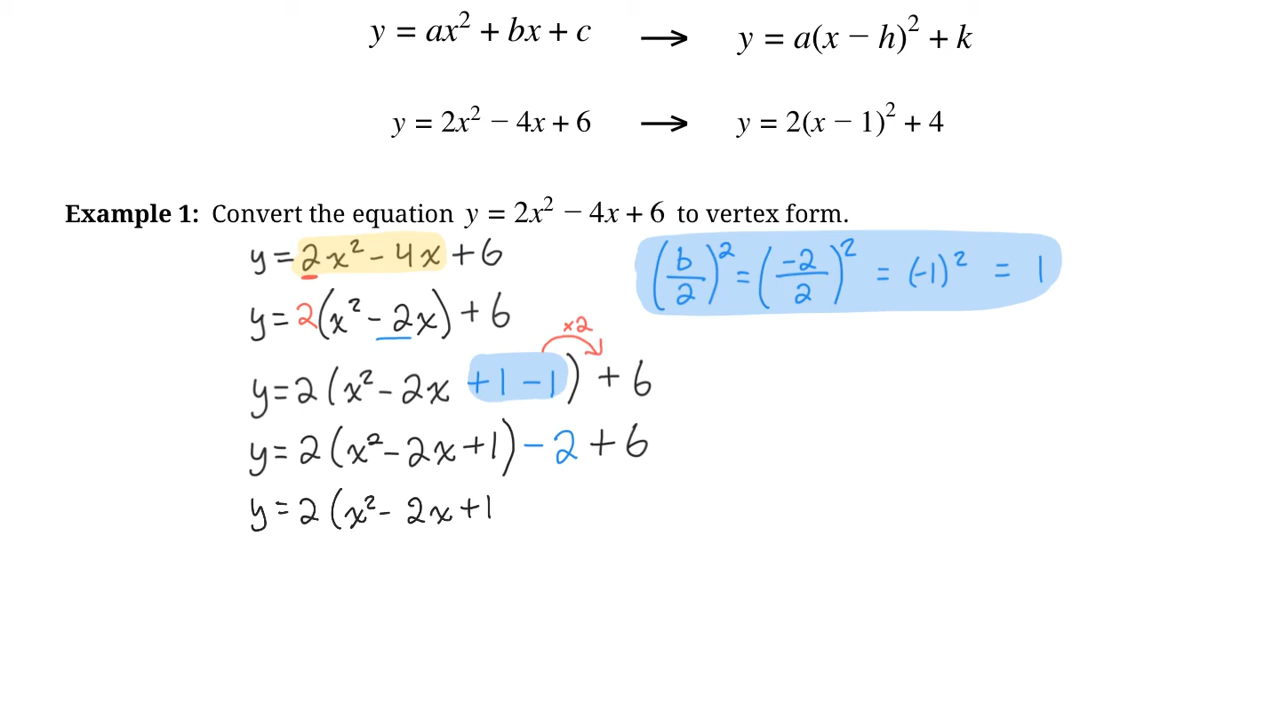 y = ax² + bx + c → y = a(x − h)² + k
y = 2x² − 4x + 6 → y = 2(x − 1)² + 4
Example 1: Convert the equation y = 2x² − 4x + 6 to vertex form.
y = 2x² − 4x + 6
(b/2)² = (−2/2)² = (−1)² = 1
y = 2(x² − 2x) + 6
×2
y = 2(x² − 2x +1 −1) + 6
y = 2(x² − 2x + 1) − 2 + 6
y = 2(x² − 2x + 1